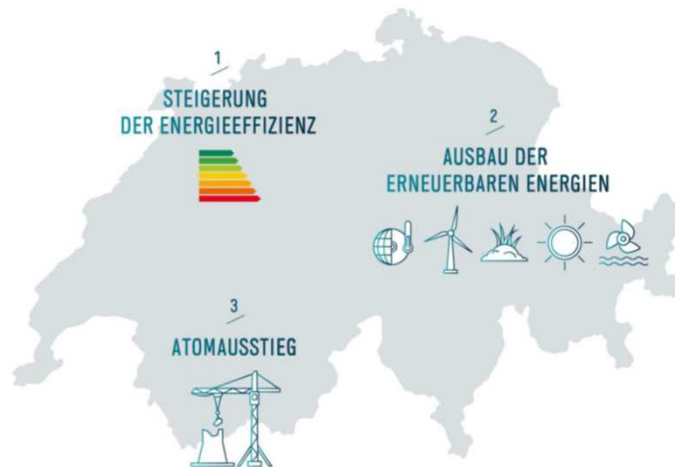 1
STEIGERUNG
DER ENERGIEEFFIZIENZ
2
AUSBAU DER
ERNEUERBAREN ENERGIEN
3
ATOMAUSSTIEG